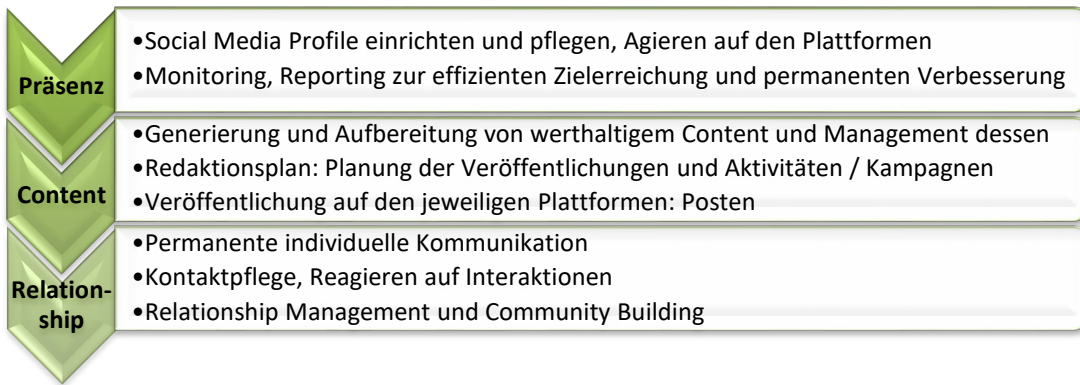 Präsenz
•Social Media Profile einrichten und pflegen, Agieren auf den Plattformen
•Monitoring, Reporting zur effizienten Zielerreichung und permanenten Verbesserung
Content
•Generierung und Aufbereitung von werthaltigem Content und Management dessen
•Redaktionsplan: Planung der Veröffentlichungen und Aktivitäten / Kampagnen
•Veröffentlichung auf den jeweiligen Plattformen: Posten
Relation-
ship
•Permanente individuelle Kommunikation
•Kontaktpflege, Reagieren auf Interaktionen
•Relationship Management und Community Building